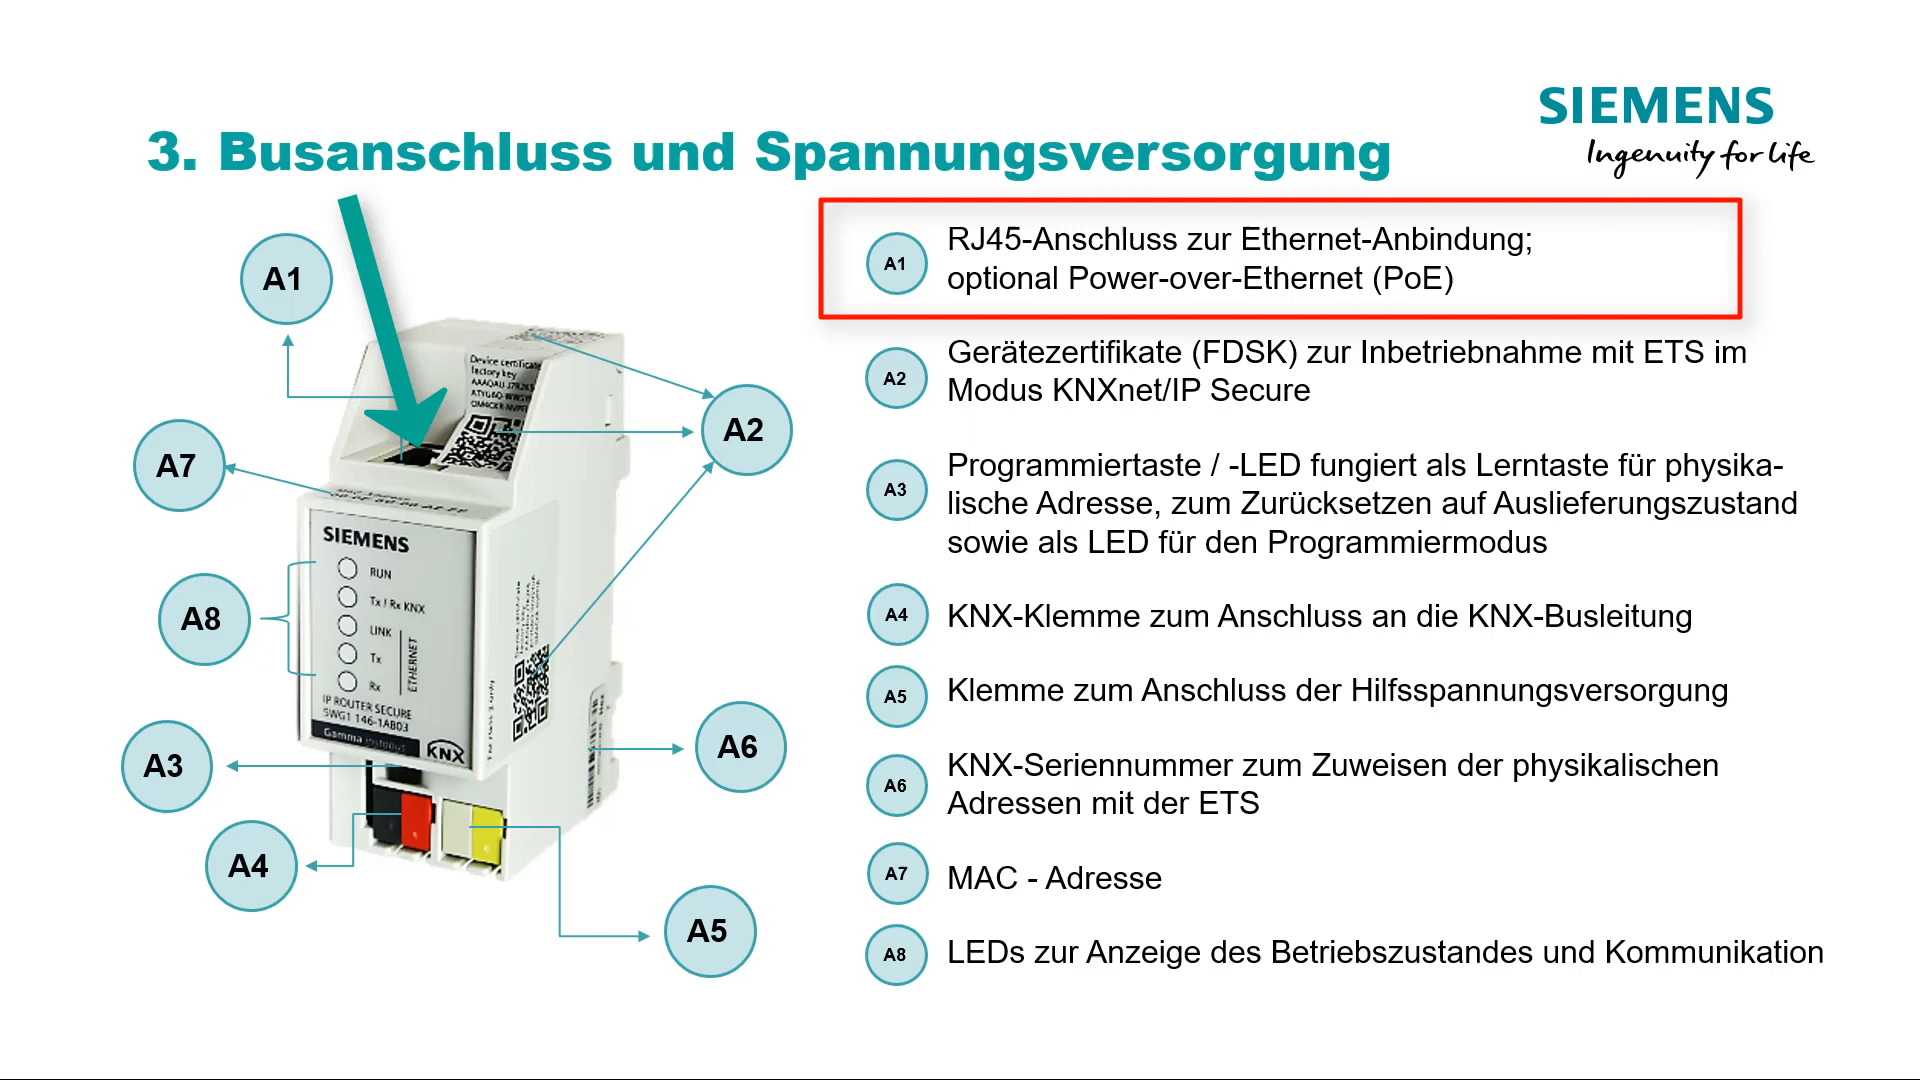 SIEMENS
Ingenuity for life
3. Busanschluss und Spannungsversorgung
A1
RJ45-Anschluss zur Ethernet-Anbindung;
optional Power-over-Ethernet (PoE)
A2
Gerätezertifikate (FDSK) zur Inbetriebnahme mit ETS im
Modus KNXnet/IP Secure
A3
Programmiertaste / -LED fungiert als Lerntaste für physika-
lische Adresse, zum Zurücksetzen auf Auslieferungszustand
sowie als LED für den Programmiermodus
A4
KNX-Klemme zum Anschluss an die KNX-Busleitung
A5
Klemme zum Anschluss der Hilfsspannungsversorgung
A6
KNX-Seriennummer zum Zuweisen der physikalischen
Adressen mit der ETS
A7
MAC - Adresse
A8
LEDs zur Anzeige des Betriebszustandes und Kommunikation
A1
A2
A7
A8
A3
A4
A5
A6
Device certificate
factory key
SIEMENS
RUN
Tx / Rx KNX
LINK
Tx
Rx
ETHERNET
IP ROUTER SECURE
5WG1 146-1AB03
Gamma instabus
KNX